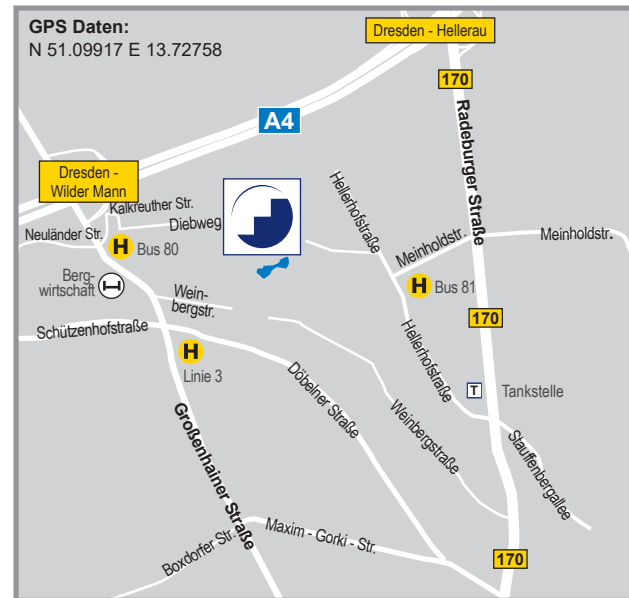 GPS Daten:
N 51.09917 E 13.72758
Dresden - Hellerau
170
A4
Radeburger Straße
Dresden -
Wilder Mann
Kalkreuther Str.
Diebweg
Hellerhofstraße
Neuländer Str.
H Bus 80
Meinholdstr.
Meinholdstr.
Berg-
wirtschaft
H Bus 81
Wein-
bergstr.
170
Schützenhofstraße
H
Linie 3
Hellerhofstraße
Döbelner Straße
T Tankstelle
Weinbergstraße
Großenhainer Straße
Stauffenbergallee
Boxdorfer Str.
Maxim - Gorki - Str.
170